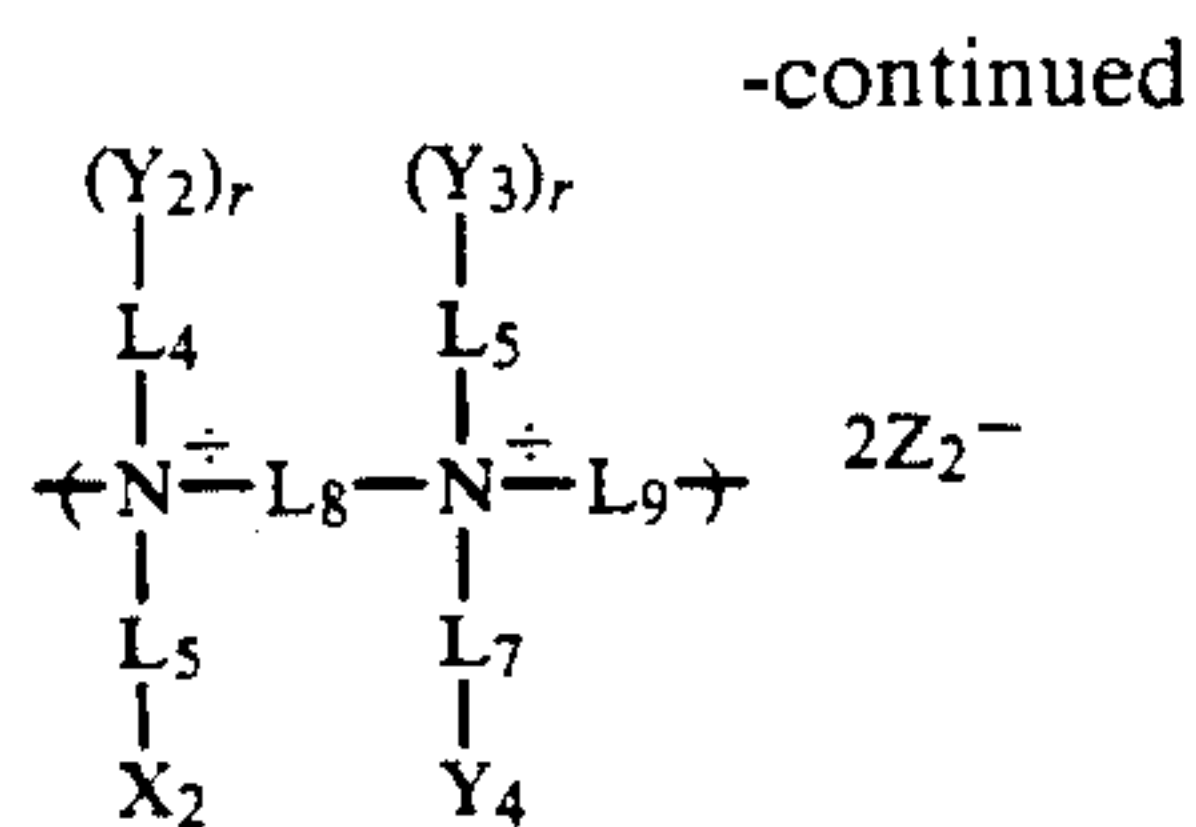 -continued
(Y2)r (Y3)r
L4 L5
N÷ L8 N÷ L9 2Z2−
L5 L7
X2 Y4